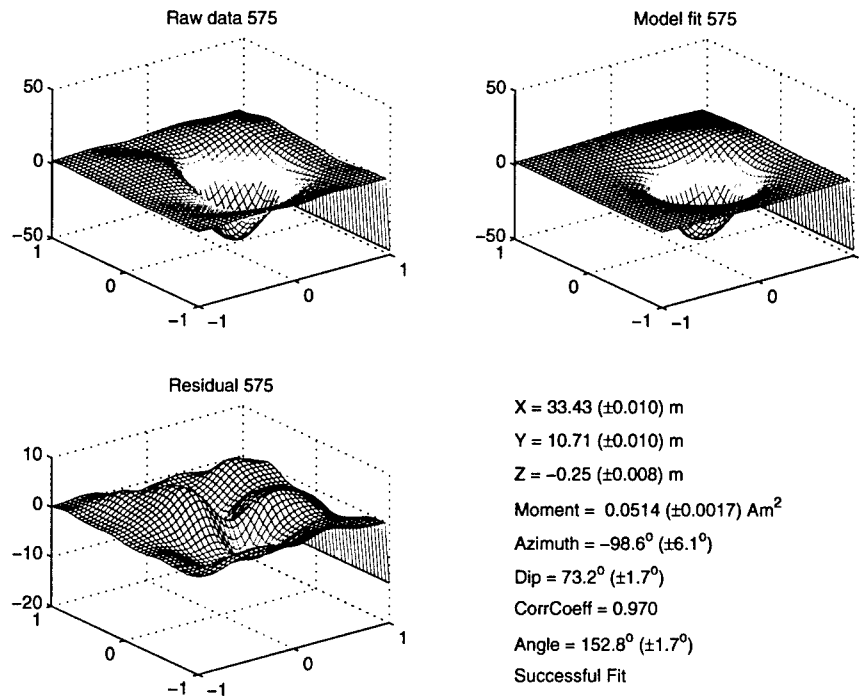 Raw data 575
50
0
−50
1
0
−1
−1
0
1
Model fit 575
50
0
−50
1
0
−1
−1
0
1
Residual 575
10
0
−10
−20
1
0
−1
−1
0
1
X = 33.43 (±0.010) m
Y = 10.71 (±0.010) m
Z = −0.25 (±0.008) m
Moment = 0.0514 (±0.0017) Am²
Azimuth = −98.6° (±6.1°)
Dip = 73.2° (±1.7°)
CorrCoeff = 0.970
Angle = 152.8° (±1.7°)
Successful Fit